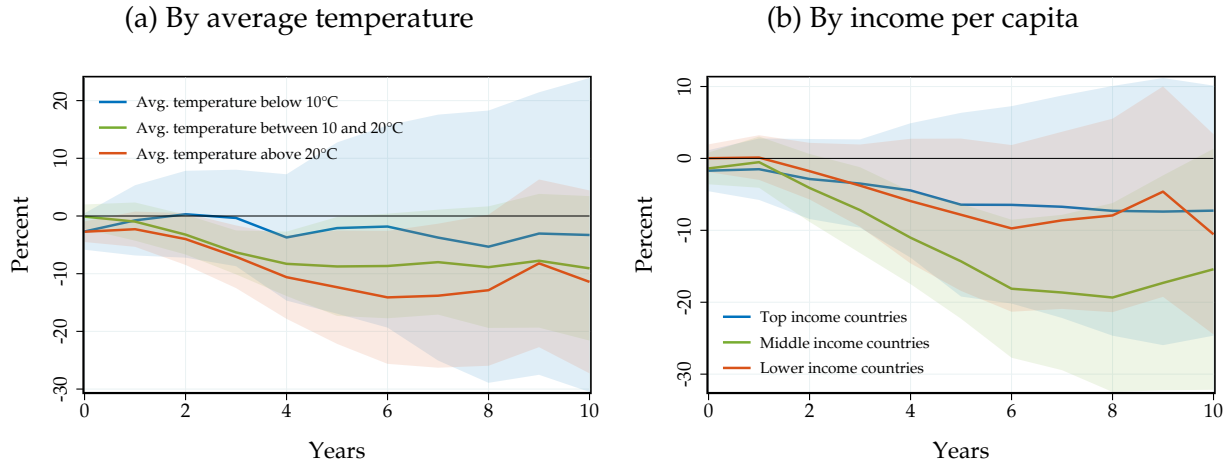 (a) By average temperature
Percent
20
10
0
-10
-20
-30
Avg. temperature below 10°C
Avg. temperature between 10 and 20°C
Avg. temperature above 20°C
0 2 4 6 8 10
Years
(b) By income per capita
Percent
10
0
-10
-20
-30
Top income countries
Middle income countries
Lower income countries
0 2 4 6 8 10
Years